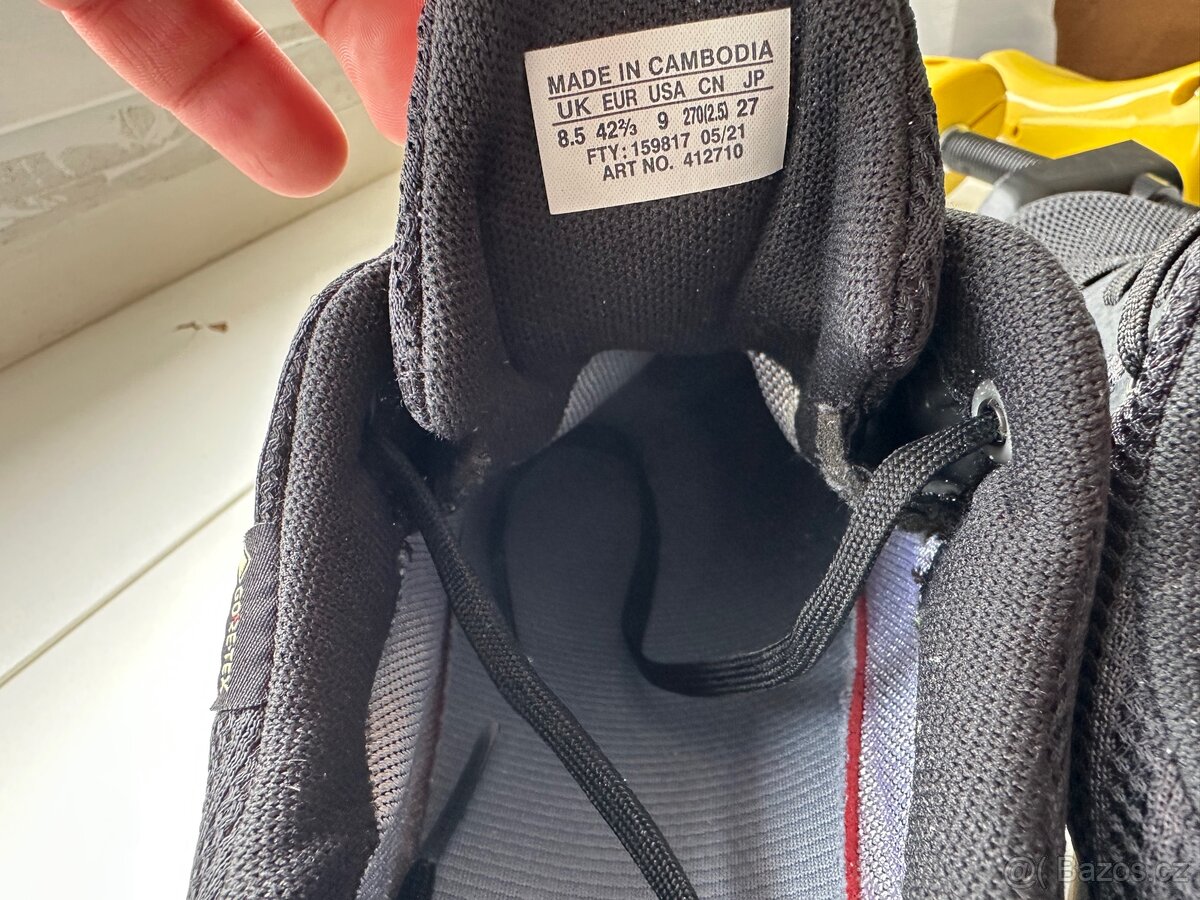 MADE IN CAMBODIA
UK EUR USA CN JP
8.5 42⅔ 9 270(2.5) 27
FTY: 159817 05/21
ART NO. 412710
GORE-TEX
@( Bazos.cz